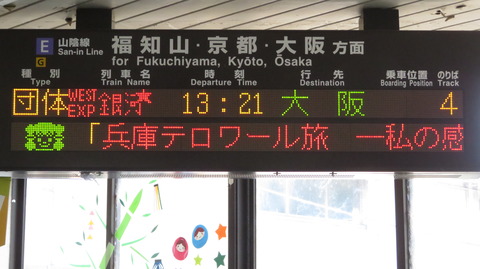 E 山陰線 福知山・京都・大阪 方面
G San-in Line for Fukuchiyama, Kyōto, Osaka
種別 列車名 時刻 行先 乗車位置 のりば
Type Train Name Departure Time Destination Boarding Position Track
団体 WEST EXP 銀河 13:21 大阪 4
「兵庫テロワール旅 ―私の感